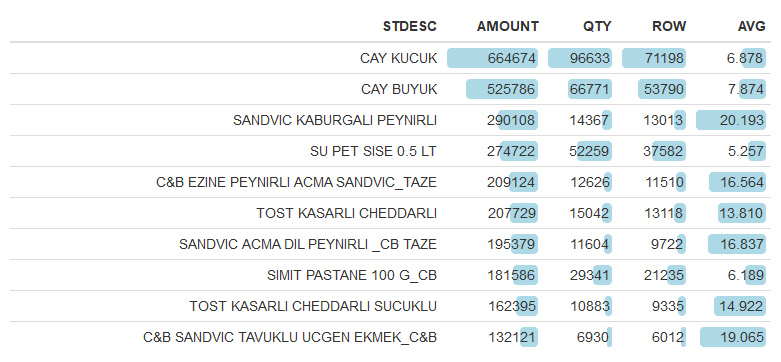 STDESC AMOUNT QTY ROW AVG
CAY KUCUK 664674 96633 71198 6.878
CAY BUYUK 525786 66771 53790 7.874
SANDVIC KABURGALI PEYNIRLI 290108 14367 13013 20.193
SU PET SISE 0.5 LT 274722 52259 37582 5.257
C&B EZINE PEYNIRLI ACMA SANDVIC_TAZE 209124 12626 11510 16.564
TOST KASARLI CHEDDARLI 207729 15042 13118 13.810
SANDVIC ACMA DIL PEYNIRLI _CB TAZE 195379 11604 9722 16.837
SIMIT PASTANE 100 G_CB 181586 29341 21235 6.189
TOST KASARLI CHEDDARLI SUCUKLU 162395 10883 9335 14.922
C&B SANDVIC TAVUKLU UCGEN EKMEK_C&B 132121 6930 6012 19.065